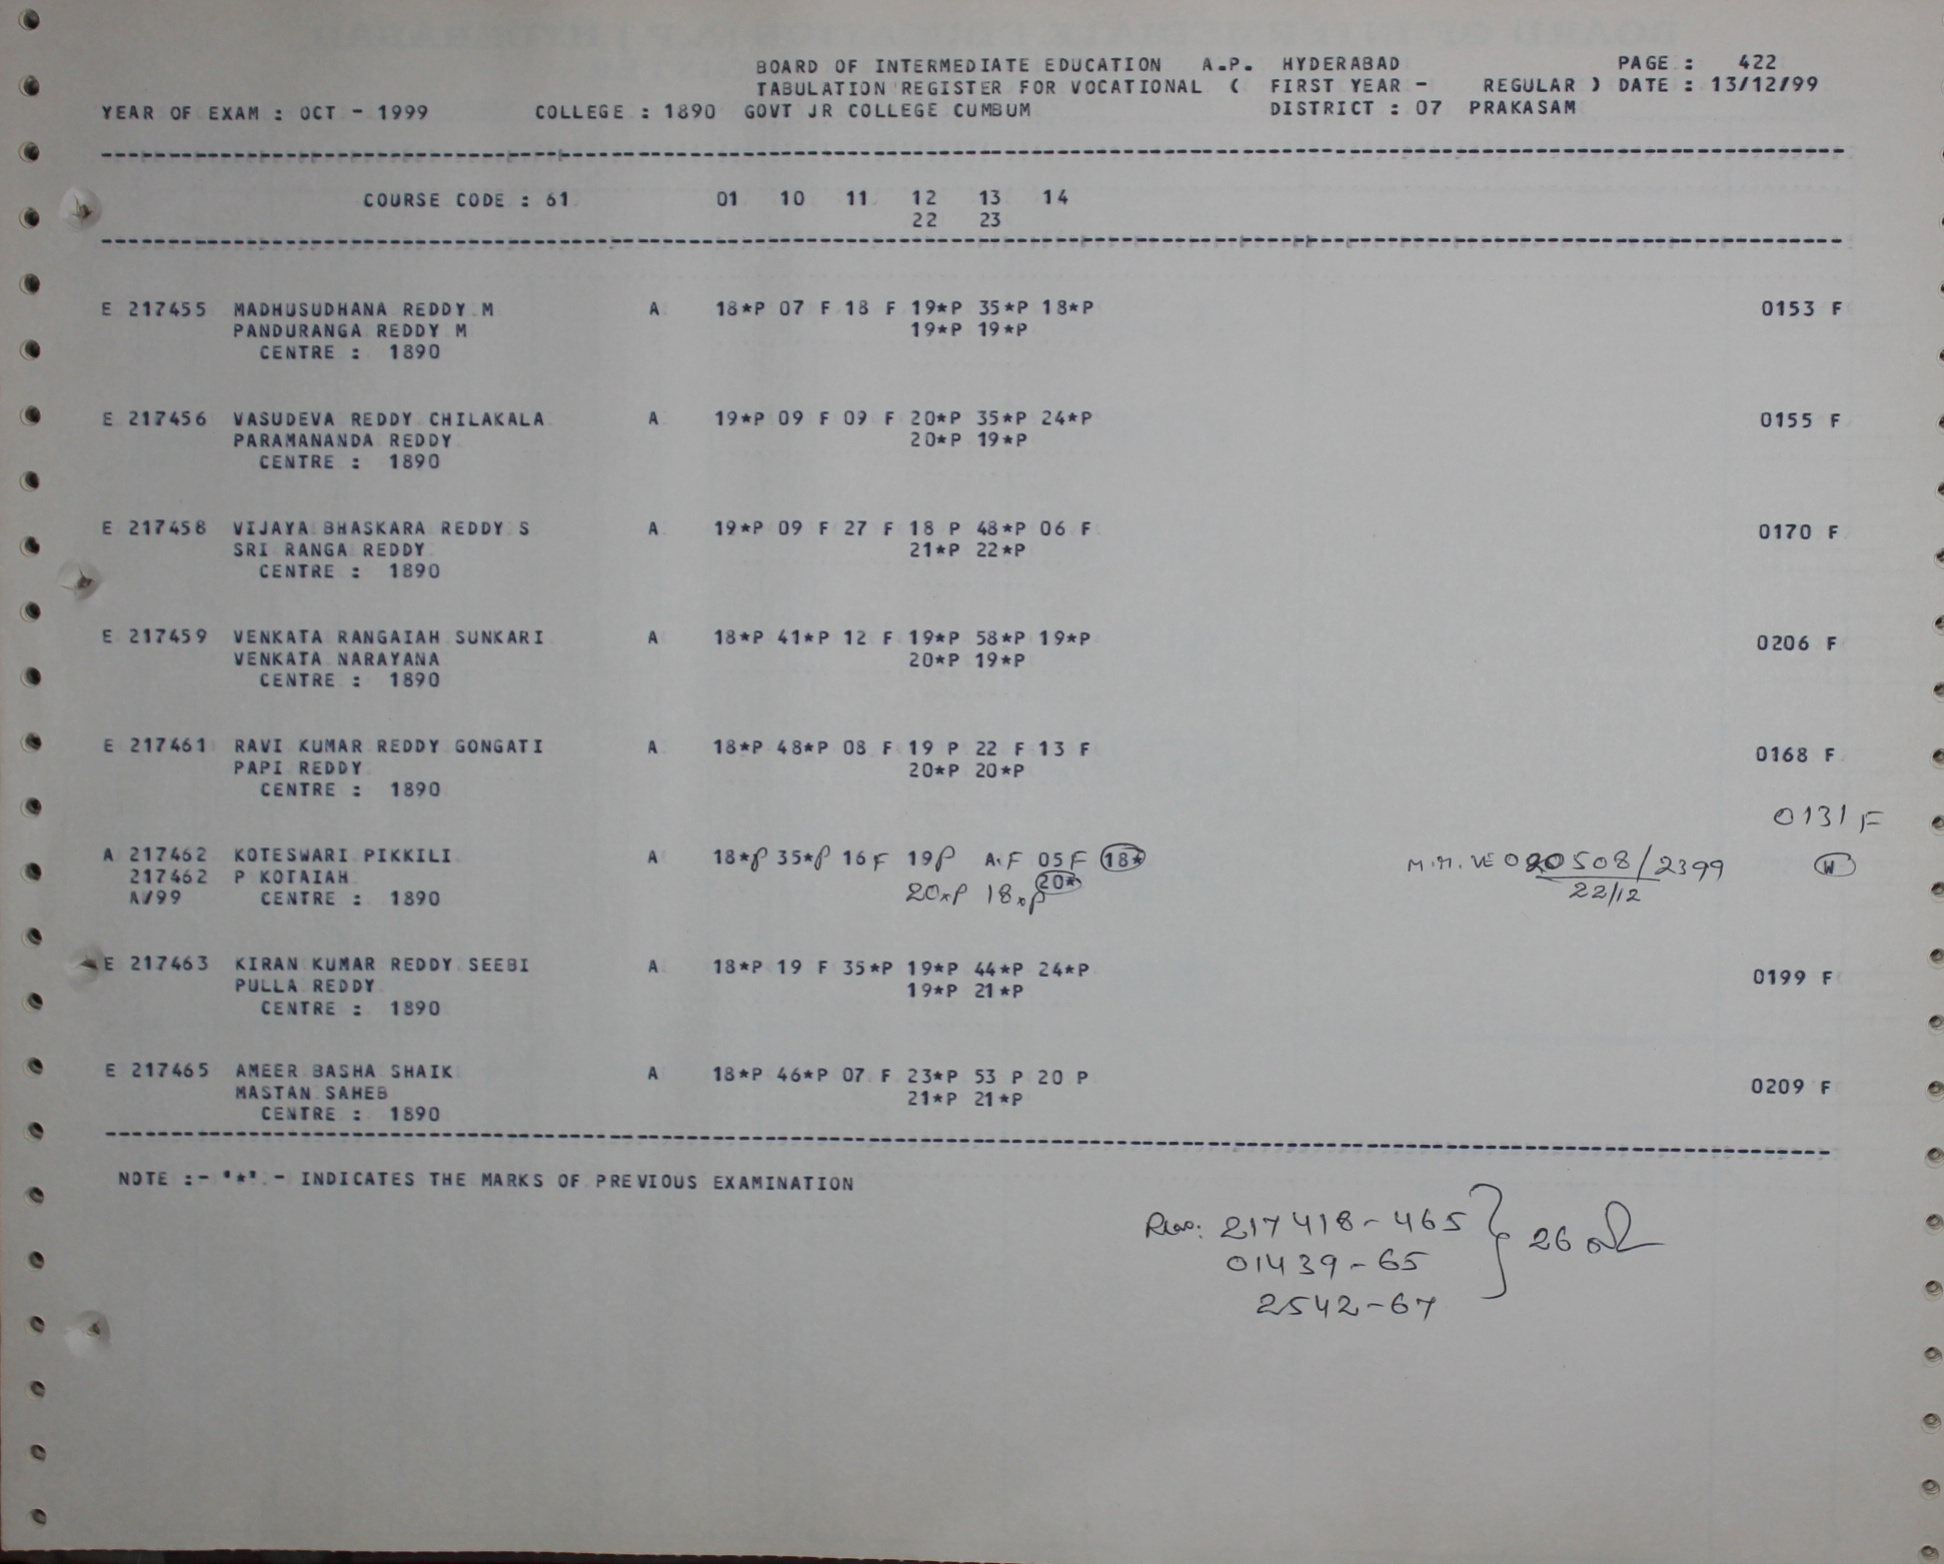 BOARD OF INTERMEDIATE EDUCATION A.P. HYDERABAD PAGE : 422
TABULATION REGISTER FOR VOCATIONAL ( FIRST YEAR - REGULAR ) DATE : 13/12/99
YEAR OF EXAM : OCT - 1999 COLLEGE : 1890 GOVT JR COLLEGE CUMBUM DISTRICT : 07 PRAKASAM
COURSE CODE : 61 01 10 11 12 13 14
22 23
E 217455 MADHUSUDHANA REDDY M A 18*P 07 F 18 F 19*P 35*P 18*P 0153 F
PANDURANGA REDDY M 19*P 19*P
CENTRE : 1890
E 217456 VASUDEVA REDDY CHILAKALA A 19*P 09 F 09 F 20*P 35*P 24*P 0155 F
PARAMANANDA REDDY 20*P 19*P
CENTRE : 1890
E 217458 VIJAYA BHASKARA REDDY S A 19*P 09 F 27 F 18 P 48*P 06 F 0170 F
SRI RANGA REDDY 21*P 22*P
CENTRE : 1890
E 217459 VENKATA RANGAIAH SUNKARI A 18*P 41*P 12 F 19*P 58*P 19*P 0206 F
VENKATA NARAYANA 20*P 19*P
CENTRE : 1890
E 217461 RAVI KUMAR REDDY GONGATI A 18*P 48*P 08 F 19 P 22 F 13 F 0168 F
PAPI REDDY 20*P 20*P
CENTRE : 1890
0131 F
A 217462 KOTESWARI PIKKILI A 18*P 35*P 16 F 19 P A.F 05 F 18* M.M. VE 020508/2399 W
217462 P KOTAIAH 20*P 18*P 20* 22/12
A/99 CENTRE : 1890
E 217463 KIRAN KUMAR REDDY SEEBI A 18*P 19 F 35*P 19*P 44*P 24*P 0199 F
PULLA REDDY 19*P 21*P
CENTRE : 1890
E 217465 AMEER BASHA SHAIK A 18*P 46*P 07 F 23*P 53 P 20 P 0209 F
MASTAN SAHEB 21*P 21*P
CENTRE : 1890
NOTE :- "*" - INDICATES THE MARKS OF PREVIOUS EXAMINATION
217418-465
01439-65 26
2542-67